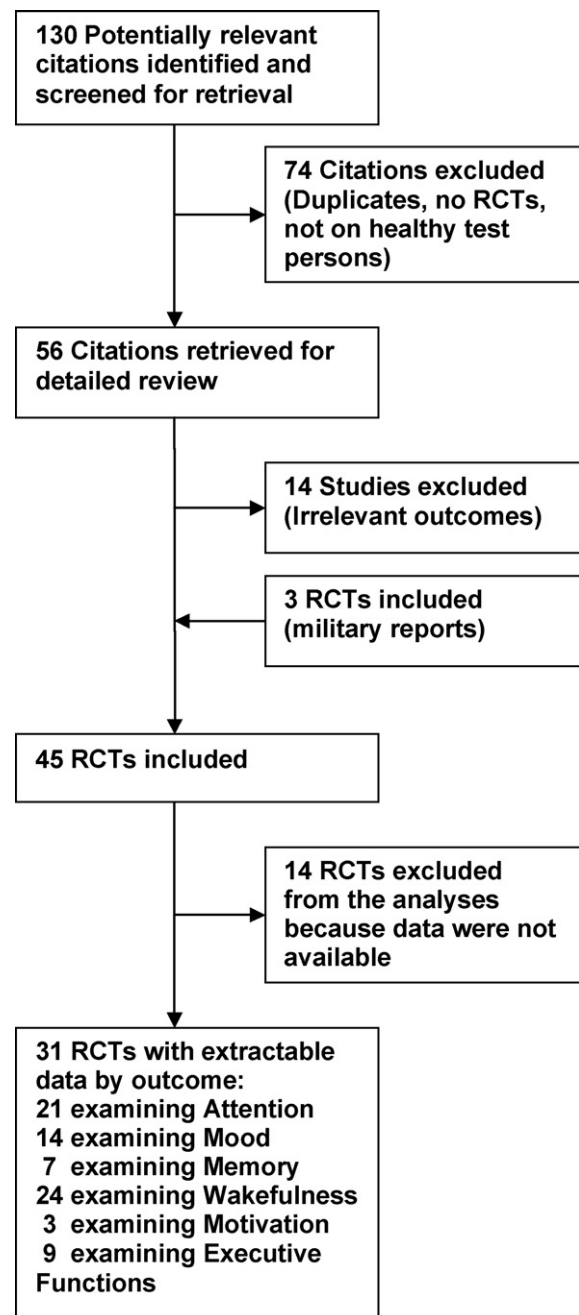 130 Potentially relevant
citations identified and
screened for retrieval
74 Citations excluded
(Duplicates, no RCTs,
not on healthy test
persons)
56 Citations retrieved for
detailed review
14 Studies excluded
(Irrelevant outcomes)
3 RCTs included
(military reports)
45 RCTs included
14 RCTs excluded
from the analyses
because data were not
available
31 RCTs with extractable
data by outcome:
21 examining Attention
14 examining Mood
7 examining Memory
24 examining Wakefulness
3 examining Motivation
9 examining Executive
Functions